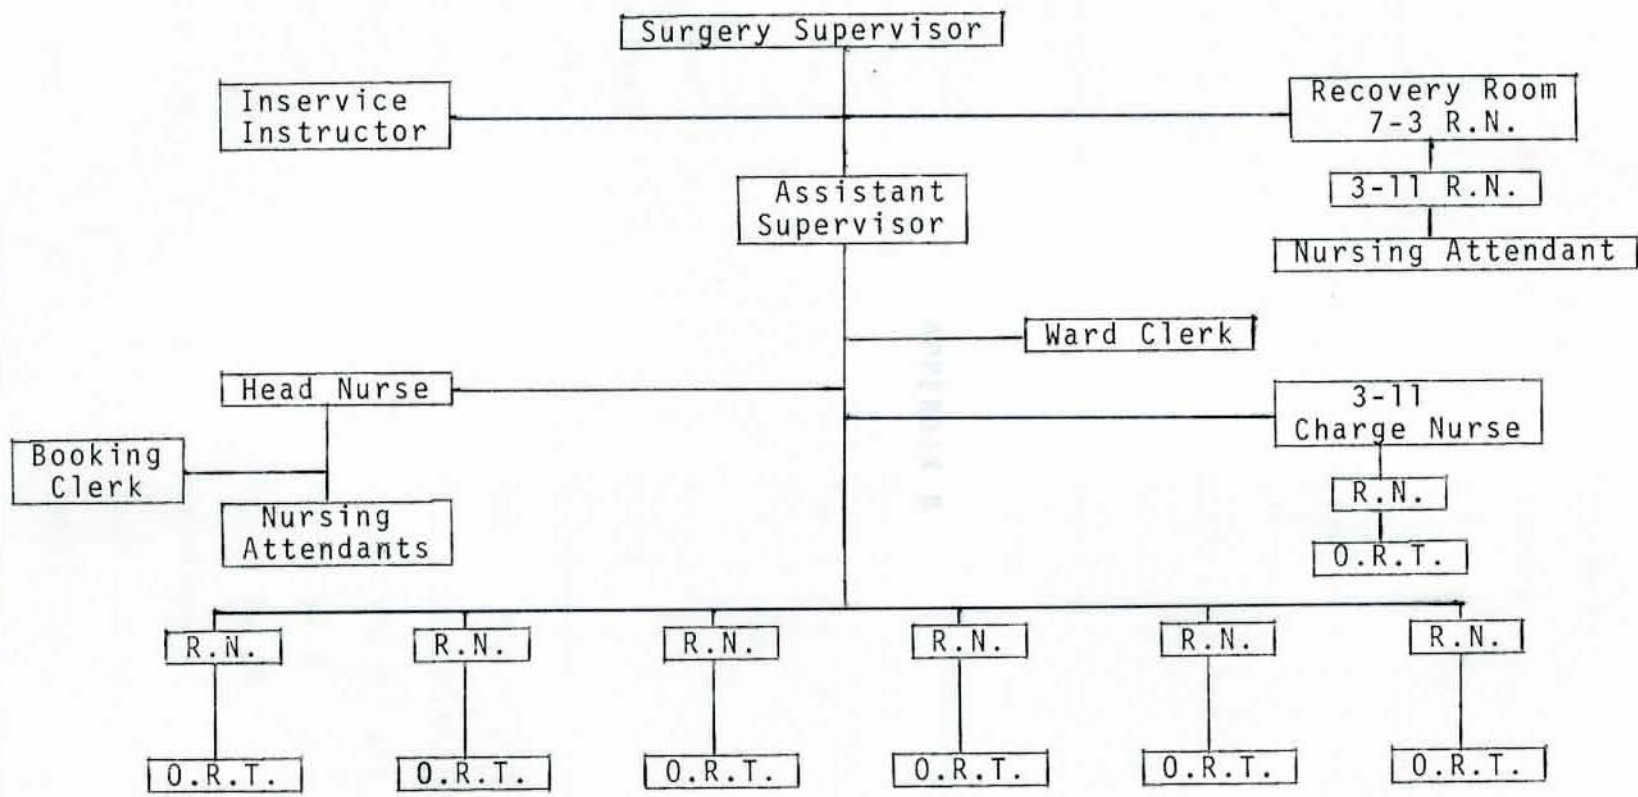 Surgery Supervisor
Inservice
Instructor
Recovery Room
7-3 R.N.
3-11 R.N.
Nursing Attendant
Assistant
Supervisor
Ward Clerk
Head Nurse
3-11
Charge Nurse
Booking
Clerk
R.N.
Nursing
Attendants
O.R.T.
R.N. R.N. R.N. R.N. R.N. R.N.
O.R.T. O.R.T. O.R.T. O.R.T. O.R.T. O.R.T.